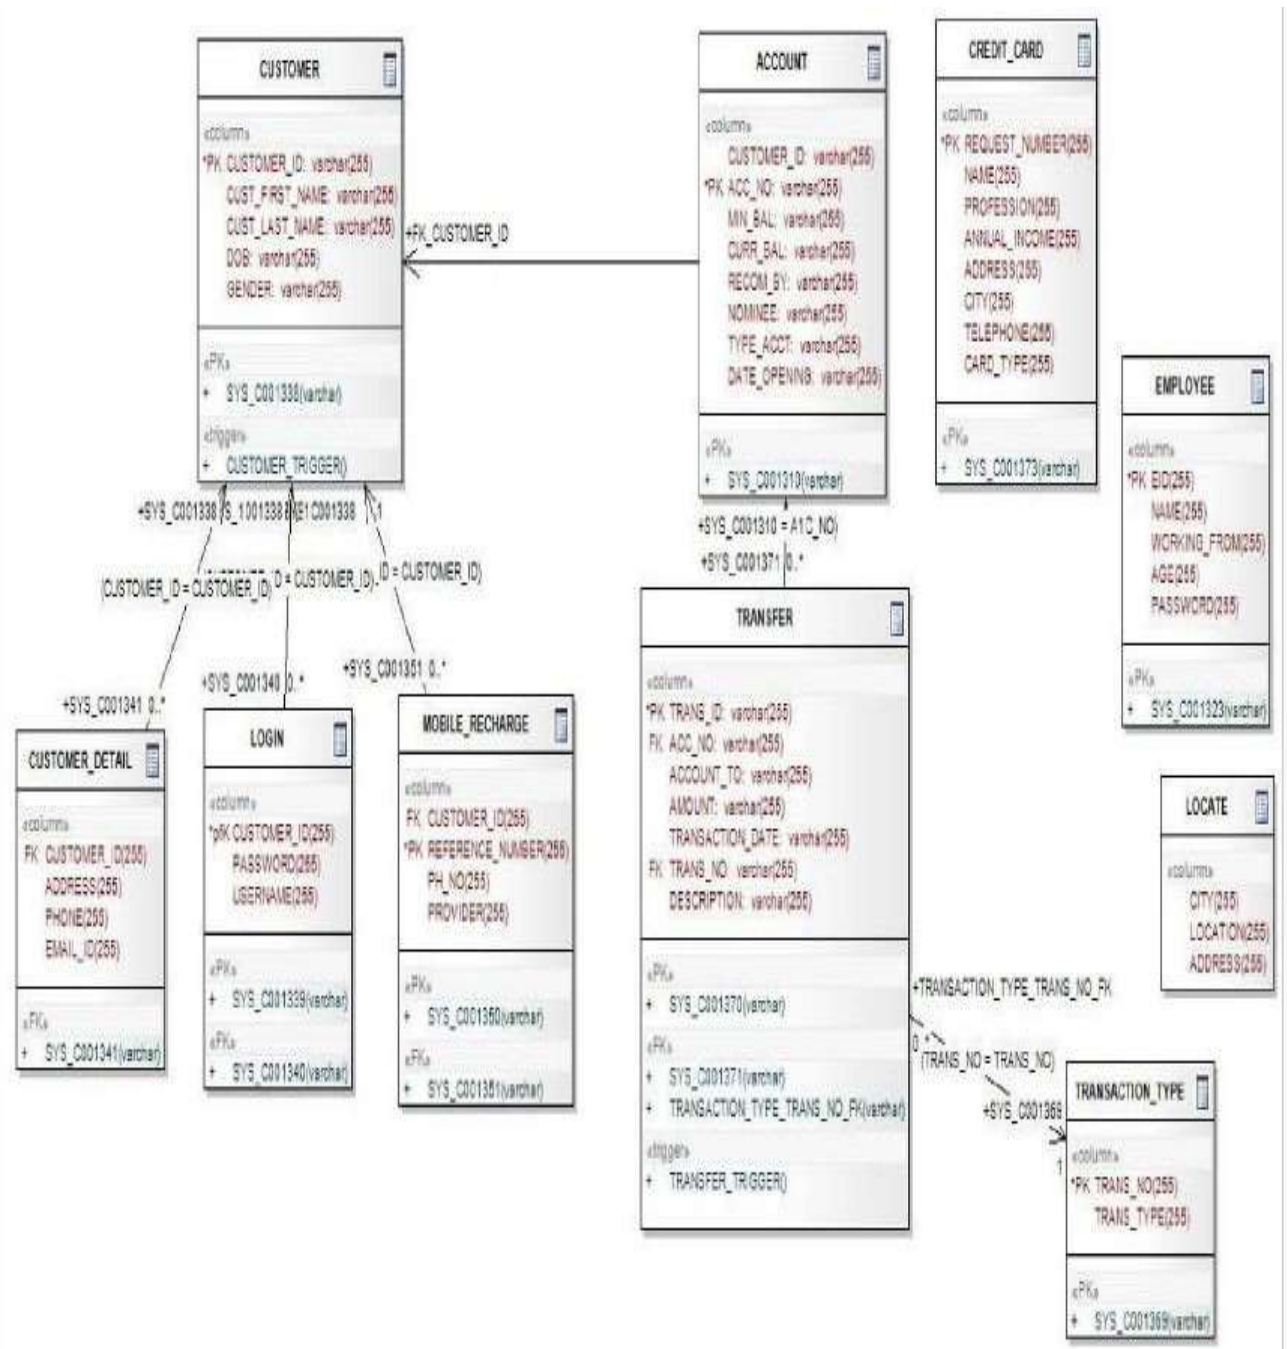 CUSTOMER
«column»
*PK CUSTOMER_ID: varchar(255)
CUST_FIRST_NAME: varchar(255)
CUST_LAST_NAME: varchar(255)
DOB: varchar(255)
GENDER: varchar(255)
«PK»
+ SYS_C001338(varchar)
«trigger»
+ CUSTOMER_TRIGGER()
+FK_CUSTOMER_ID
ACCOUNT
«column»
CUSTOMER_ID: varchar(255)
*PK ACC_NO: varchar(255)
MIN_BAL: varchar(255)
CURR_BAL: varchar(255)
RECOM_BY: varchar(255)
NOMINEE: varchar(255)
TYPE_ACCT: varchar(255)
DATE_OPENING: varchar(255)
«PK»
+ SYS_C001310(varchar)
CREDIT_CARD
«column»
*PK REQUEST_NUMBER(255)
NAME(255)
PROFESSION(255)
ANNUAL_INCOME(255)
ADDRESS(255)
CITY(255)
TELEPHONE(255)
CARD_TYPE(255)
«PK»
+ SYS_C001373(varchar)
EMPLOYEE
«column»
*PK EID(255)
NAME(255)
WORKING_FROM(255)
AGE(255)
PASSWORD(255)
«PK»
+ SYS_C001323(varchar)
+SYS_C001338 1
(CUSTOMER_ID = CUSTOMER_ID) ID = CUSTOMER_ID) ID = CUSTOMER_ID)
+SYS_C001341 0..*
+SYS_C001340 0..*
+SYS_C001351 0..*
+SYS_C001310 =
+SYS_C001371 0..*
CUSTOMER_DETAIL
«column»
FK CUSTOMER_ID(255)
ADDRESS(255)
PHONE(255)
EMAIL_ID(255)
«FK»
+ SYS_C001341(varchar)
LOGIN
«column»
*pfK CUSTOMER_ID(255)
PASSWORD(255)
USERNAME(255)
«PK»
+ SYS_C001339(varchar)
«FK»
+ SYS_C001340(varchar)
MOBILE_RECHARGE
«column»
FK CUSTOMER_ID(255)
*PK REFERENCE_NUMBER(255)
PH_NO(255)
PROVIDER(255)
«PK»
+ SYS_C001350(varchar)
«FK»
+ SYS_C001351(varchar)
TRANSFER
«column»
*PK TRANS_ID: varchar(255)
FK ACC_NO: varchar(255)
ACCOUNT_TO: varchar(255)
AMOUNT: varchar(255)
TRANSACTION_DATE: varchar(255)
FK TRANS_NO: varchar(255)
DESCRIPTION: varchar(255)
«PK»
+ SYS_C001370(varchar)
«FK»
+ SYS_C001371(varchar)
+ TRANSACTION_TYPE_TRANS_NO_FK(varchar)
«trigger»
+ TRANSFER_TRIGGER()
LOCATE
«column»
CITY(255)
LOCATION(255)
ADDRESS(255)
+TRANSACTION_TYPE_TRANS_NO_FK
0..*
(TRANS_NO = TRANS_NO)
+SYS_C001369
1
TRANSACTION_TYPE
«column»
*PK TRANS_NO(255)
TRANS_TYPE(255)
«PK»
+ SYS_C001369(varchar)